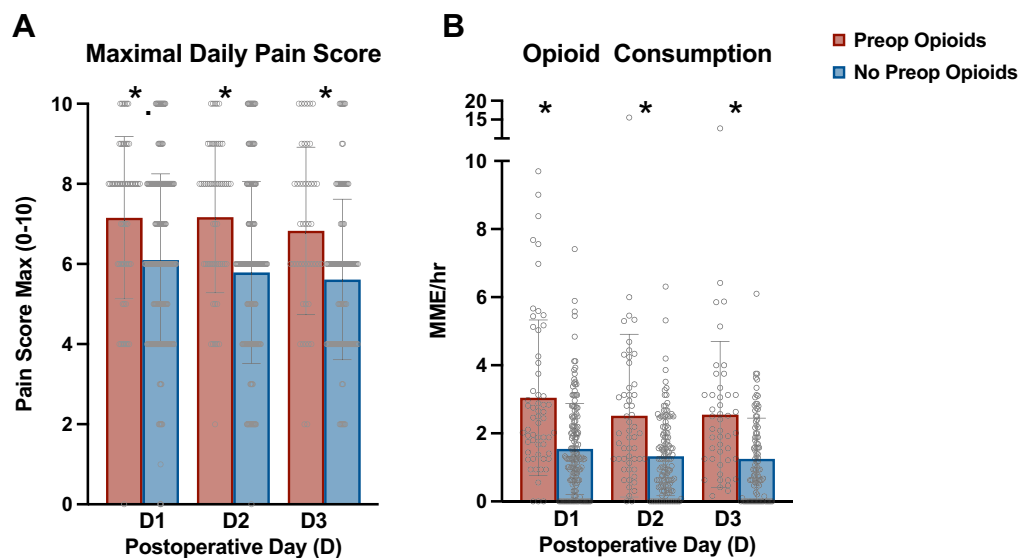 A
Maximal Daily Pain Score
Pain Score Max (0-10)
10
8
6
4
2
0
* * *
D1 D2 D3
Postoperative Day (D)
B
Opioid Consumption
MME/hr
20
15
10
8
6
4
2
0
* * *
D1 D2 D3
Postoperative Day (D)
Preop Opioids
No Preop Opioids